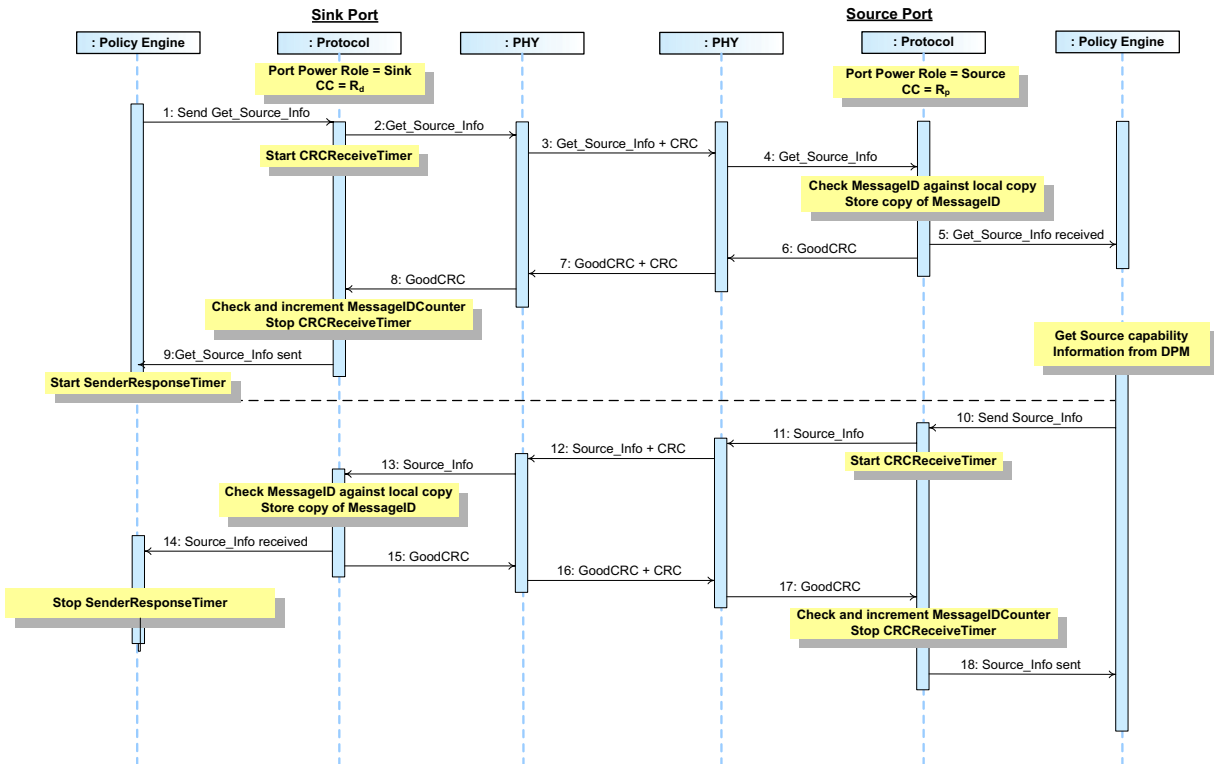 Sink Port
Source Port
: Policy Engine
: Protocol
: PHY
: PHY
: Protocol
: Policy Engine
Port Power Role = Sink
CC = Rd
Port Power Role = Source
CC = Rp
1: Send Get_Source_Info
2:Get_Source_Info
Start CRCReceiveTimer
3: Get_Source_Info + CRC
4: Get_Source_Info
Check MessageID against local copy
Store copy of MessageID
5: Get_Source_Info received
6: GoodCRC
7: GoodCRC + CRC
8: GoodCRC
Check and increment MessageIDCounter
Stop CRCReceiveTimer
9:Get_Source_Info sent
Start SenderResponseTimer
Get Source capability
Information from DPM
10: Send Source_Info
11: Source_Info
Start CRCReceiveTimer
12: Source_Info + CRC
13: Source_Info
Check MessageID against local copy
Store copy of MessageID
14: Source_Info received
15: GoodCRC
16: GoodCRC + CRC
17: GoodCRC
Stop SenderResponseTimer
Check and increment MessageIDCounter
Stop CRCReceiveTimer
18: Source_Info sent